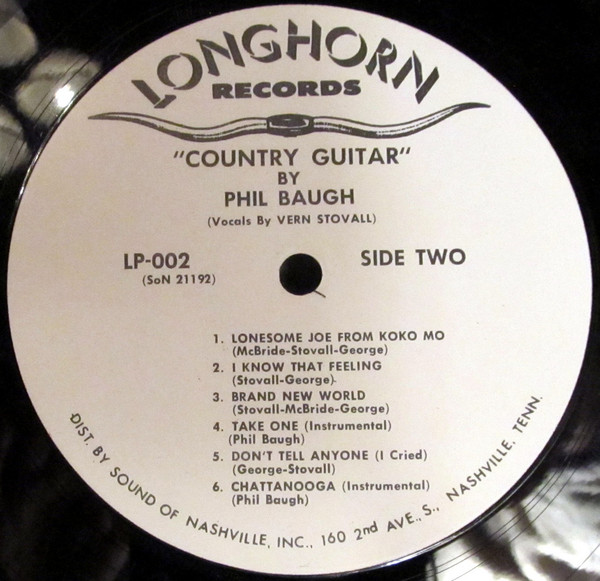 LONGHORN
RECORDS
"COUNTRY GUITAR"
BY
PHIL BAUGH
(Vocals By VERN STOVALL)
LP-002
(SoN 21192)
SIDE TWO
1. LONESOME JOE FROM KOKO MO
(McBride-Stovall-George)
2. I KNOW THAT FEELING
(Stovall-George)
3. BRAND NEW WORLD
(Stovall-McBride-George)
4. TAKE ONE (Instrumental)
(Phil Baugh)
5. DON'T TELL ANYONE (I Cried)
(George-Stovall)
6. CHATTANOOGA (Instrumental)
(Phil Baugh)
DIST. BY SOUND OF NASHVILLE, INC., 160 2nd AVE., S., NASHVILLE, TENN.